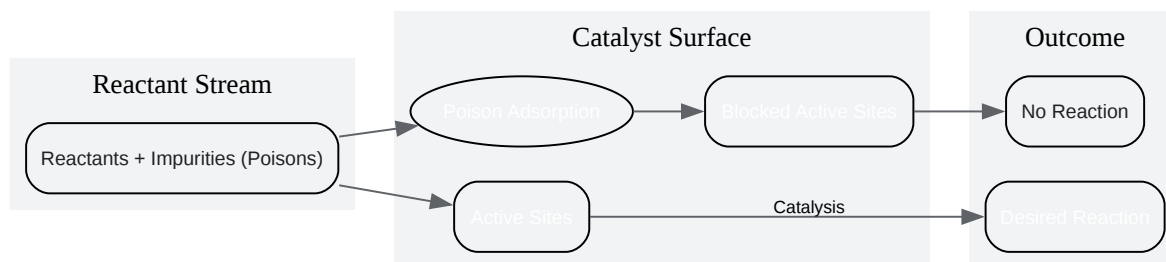 Reactant Stream
Reactants + Impurities (Poisons)
Catalyst Surface
Poison Adsorption
Blocked Active Sites
Active Sites
Catalysis
Outcome
No Reaction
Desired Reaction